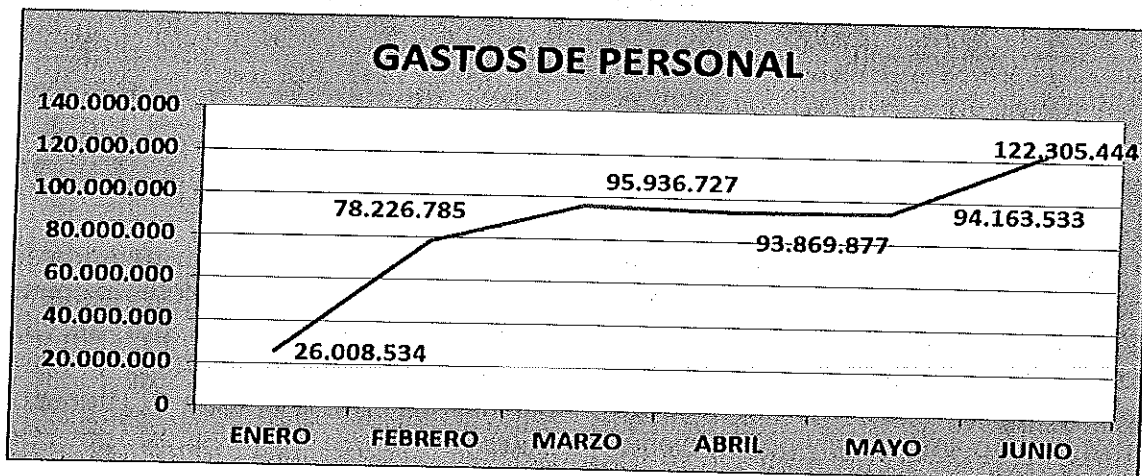 GASTOS DE PERSONAL
140.000.000
120.000.000
100.000.000
80.000.000
60.000.000
40.000.000
20.000.000
0
26.008.534
78.226.785
95.936.727
93.869.877
94.163.533
122.305.444
ENERO
FEBRERO
MARZO
ABRIL
MAYO
JUNIO